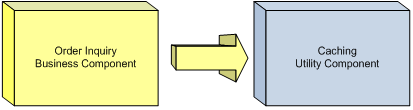 Order Inquiry
Business Component
Caching
Utility Component